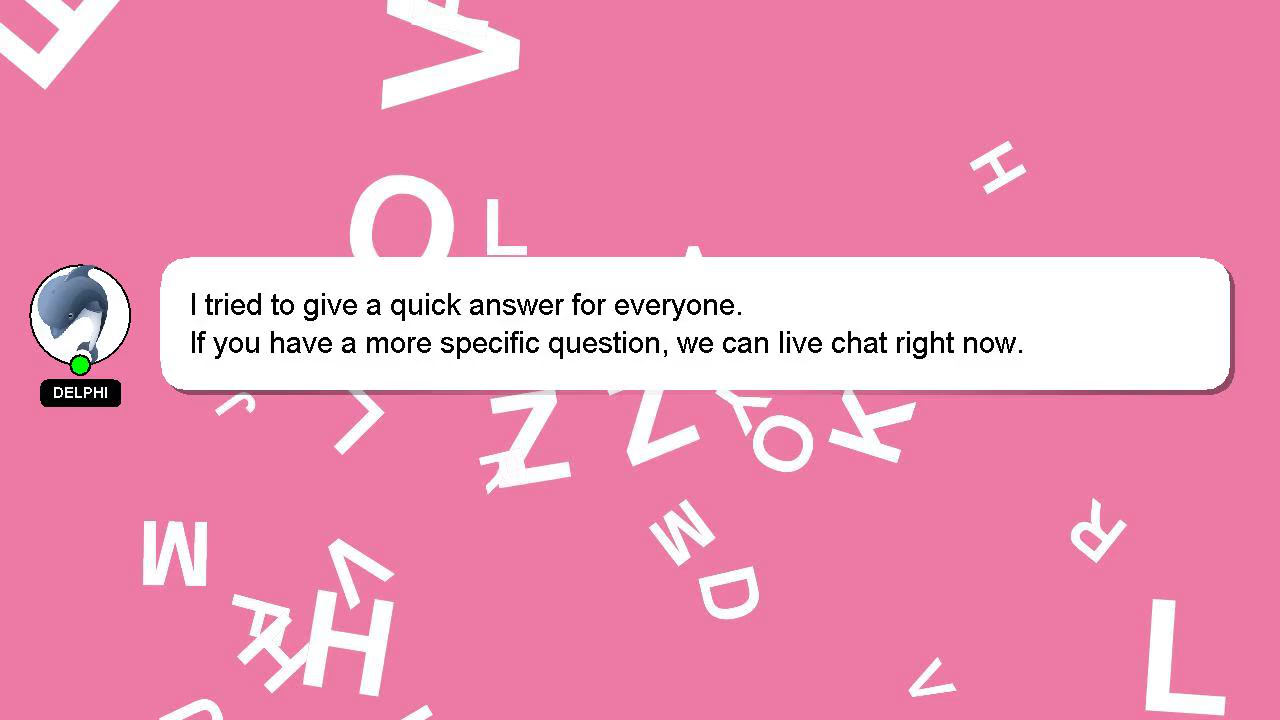 E
V
A
H
O
L
A
I tried to give a quick answer for everyone.
If you have a more specific question, we can live chat right now.
DELPHI
J
L
N
Z
Y
O
K
R
M
D
R
M
V
A
H
H
L
V